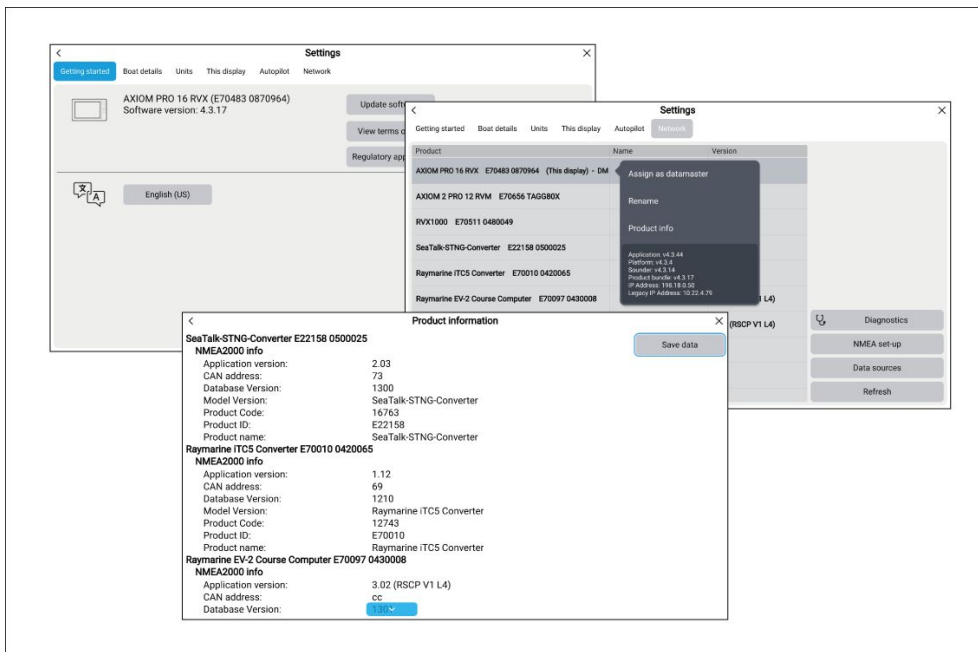 Settings
Getting started Boat details Units This display Autopilot Network
AXIOM PRO 16 RVX (E70483 0870964)
Software version: 4.3.17
Update soft
View terms o
Regulatory app
English (US)
Settings
Getting started Boat details Units This display Autopilot Network
Product Name Version
AXIOM PRO 16 RVX E70483 0870964 (This display) - DM
AXIOM 2 PRO 12 RVM E70656 TAGG80X
RVX1000 E70511 0480049
SeaTalk-STNG-Converter E22158 0500025
Raymarine iTC5 Converter E70010 0420065
Raymarine EV-2 Course Computer E70097 0430008
L4)
(RSCP V1 L4)
Assign as datamaster
Rename
Product info
Application: v4.3.44
Platform: v4.3.4
Sounder: v4.3.14
Product bundle: v4.3.17
IP Address: 198.18.0.50
Legacy IP Address: 10.22.4.79
Diagnostics
NMEA set-up
Data sources
Refresh
Product information
Save data
SeaTalk-STNG-Converter E22158 0500025
NMEA2000 info
Application version: 2.03
CAN address: 73
Database Version: 1300
Model Version: SeaTalk-STNG-Converter
Product Code: 16763
Product ID: E22158
Product name: SeaTalk-STNG-Converter
Raymarine iTC5 Converter E70010 0420065
NMEA2000 info
Application version: 1.12
CAN address: 69
Database Version: 1210
Model Version: Raymarine iTC5 Converter
Product Code: 12743
Product ID: E70010
Product name: Raymarine iTC5 Converter
Raymarine EV-2 Course Computer E70097 0430008
NMEA2000 info
Application version: 3.02 (RSCP V1 L4)
CAN address: cc
Database Version: